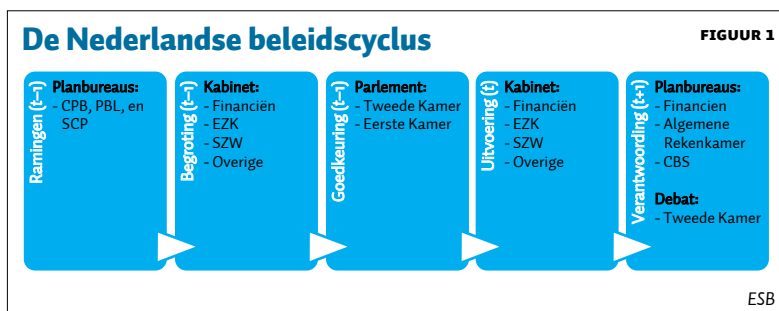 De Nederlandse beleidscyclus
FIGUUR 1
Ramingen (t–1)
Planbureaus:
- CPB, PBL, en
SCP
Begroting (t–1)
Kabinet:
- Financiën
- EZK
- SZW
- Overige
Goedkeuring (t–1)
Parlement:
- Tweede Kamer
- Eerste Kamer
Uitvoering (t)
Kabinet:
- Financiën
- EZK
- SZW
- Overige
Verantwoording (t+1)
Planbureaus:
- Financien
- Algemene
Rekenkamer
- CBS
Debat:
- Tweede Kamer
ESB